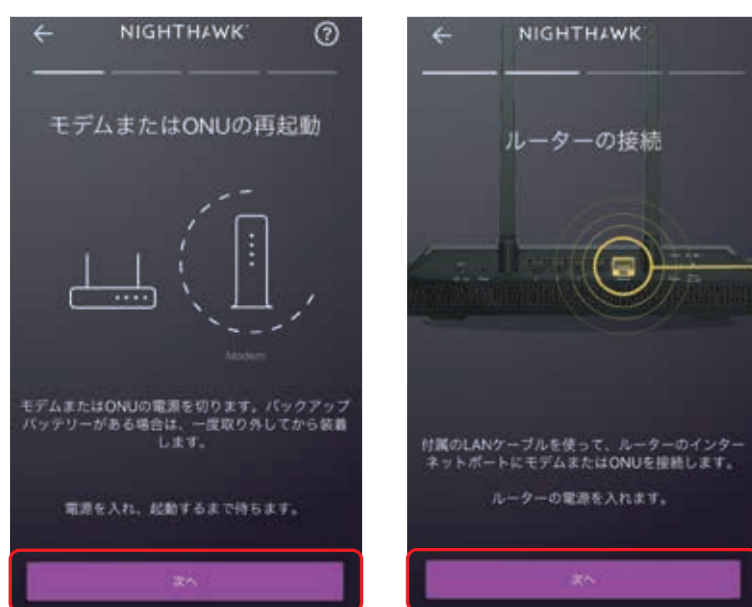 NIGHTHAWK
モデムまたはONUの再起動
Modem
モデムまたはONUの電源を切ります。バックアップ
バッテリーがある場合は、一度取り外してから装着
します。
電源を入れ、起動するまで待ちます。
次へ
NIGHTHAWK
ルーターの接続
付属のLANケーブルを使って、ルーターのインター
ネットポートにモデムまたはONUを接続します。
ルーターの電源を入れます。
次へ